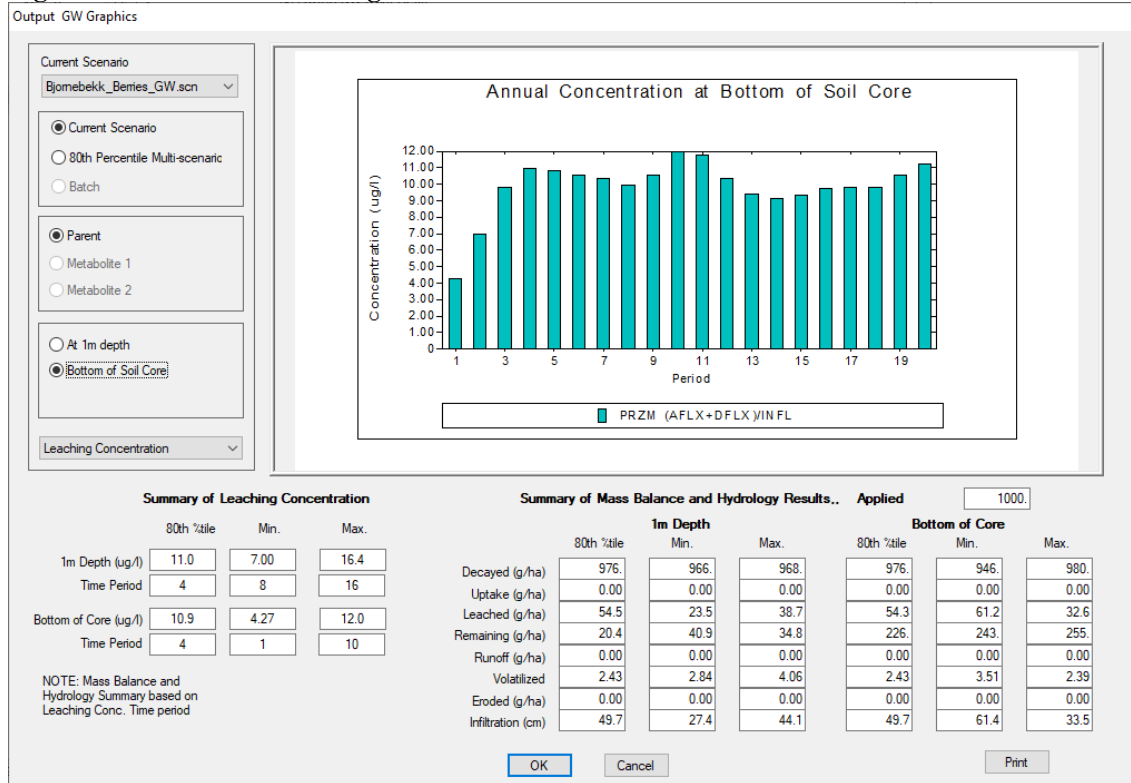 Output GW Graphics
Current Scenario
Bjornebekk_Berries_GW.scn
Current Scenario
80th Percentile Multi-scenaric
Batch
Parent
Metabolite 1
Metabolite 2
At 1m depth
Bottom of Soil Core
Leaching Concentration
Annual Concentration at Bottom of Soil Core
Concentration (ug/l)
12.00
11.00
10.00
9.00
8.00
7.00
6.00
5.00
4.00
3.00
2.00
1.00
0
1 3 5 7 9 11 13 15 17 19
Period
PRZM (AFLX+DFLX)/INFL
Summary of Leaching Concentration
80th %tile Min. Max.
1m Depth (ug/l) 11.0 7.00 16.4
Time Period 4 8 16
Bottom of Core (ug/l) 10.9 4.27 12.0
Time Period 4 1 10
NOTE: Mass Balance and
Hydrology Summary based on
Leaching Conc. Time period
Summary of Mass Balance and Hydrology Results.. Applied 1000.
1m Depth Bottom of Core
80th %tile Min. Max. 80th %tile Min. Max.
Decayed (g/ha) 976. 966. 968. 976. 946. 980.
Uptake (g/ha) 0.00 0.00 0.00 0.00 0.00 0.00
Leached (g/ha) 54.5 23.5 38.7 54.3 61.2 32.6
Remaining (g/ha) 20.4 40.9 34.8 226. 243. 255.
Runoff (g/ha) 0.00 0.00 0.00 0.00 0.00 0.00
Volatilized 2.43 2.84 4.06 2.43 3.51 2.39
Eroded (g/ha) 0.00 0.00 0.00 0.00 0.00 0.00
Infiltration (cm) 49.7 27.4 44.1 49.7 61.4 33.5
OK Cancel Print